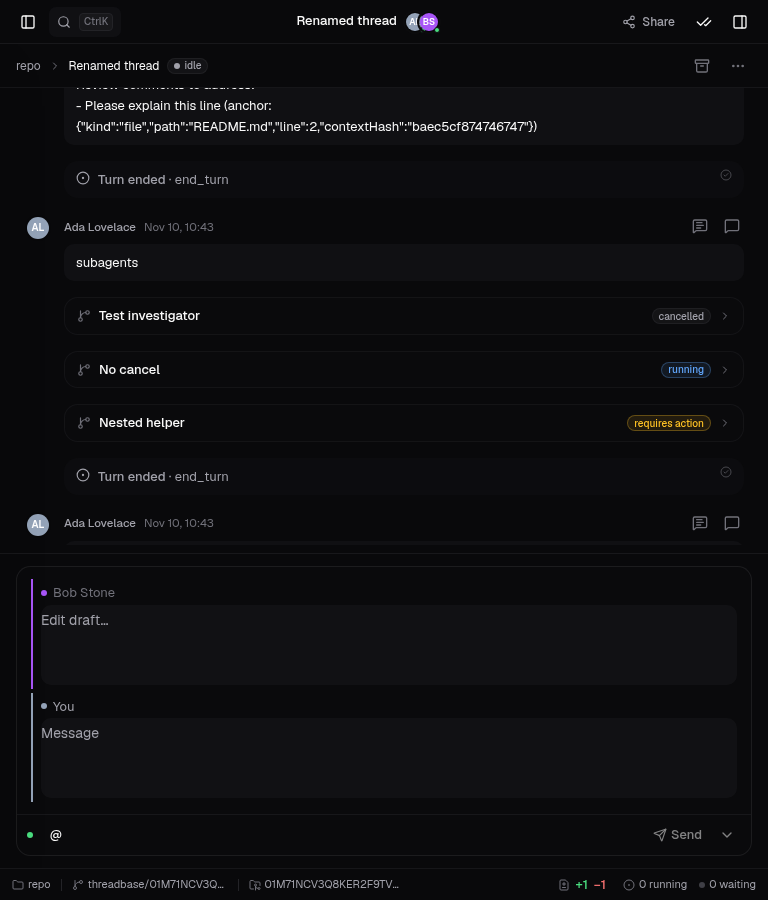 CtrlK
Renamed thread
BS
Share
repo
Renamed thread
idle
- Please explain this line (anchor:
{"kind":"file","path":"README.md","line":2,"contextHash":"baec5cf874746747"})
Turn ended · end_turn
AL
Ada Lovelace Nov 10, 10:43
subagents
Test investigator
cancelled
No cancel
running
Nested helper
requires action
Turn ended · end_turn
AL
Ada Lovelace Nov 10, 10:43
Bob Stone
Edit draft…
You
Message
@
Send
repo
threadbase/01M71NCV3Q…
01M71NCV3Q8KER2F9TV…
+1 −1
0 running
0 waiting